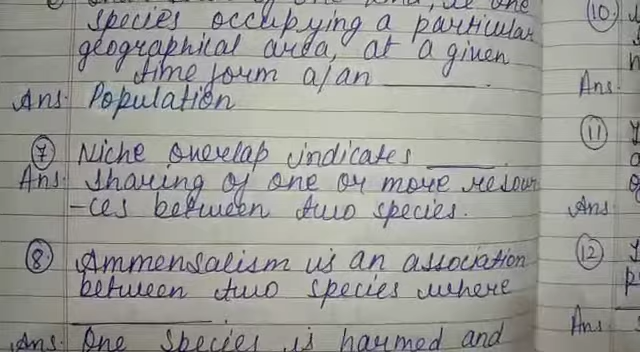 species occupying a particular
geographical area, at a given
time form a/an ______.
Ans. Population
(7) Niche overlap indicates ____.
Ans. Sharing of one or more resour
-ces between two species.
(8) Ammensalism is an association
between two species where
________.
Ans. One species is harmed and
(10)
Ans.
(11)
Ans.
(12)
Ans